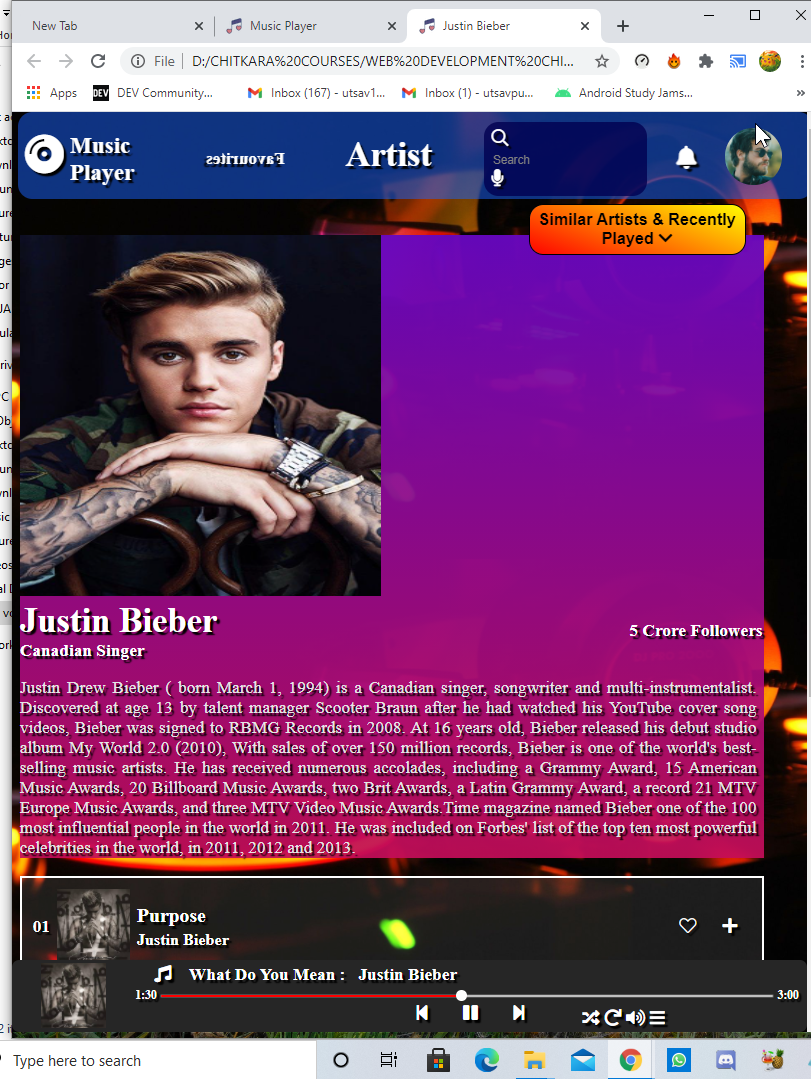 New Tab
Music Player
Justin Bieber
File
D:/CHITKARA%20COURSES/WEB%20DEVELOPMENT%20CHI...
Apps
DEV
DEV Community...
Inbox (167) - utsav1...
Inbox (1) - utsavpu...
Android Study Jams...
»
Music
Player
Favourites
Artist
Search
Similar Artists & Recently
Played
Justin Bieber
5 Crore Followers
Canadian Singer
Justin Drew Bieber ( born March 1, 1994) is a Canadian singer, songwriter and multi-instrumentalist.
Discovered at age 13 by talent manager Scooter Braun after he had watched his YouTube cover song
videos, Bieber was signed to RBMG Records in 2008. At 16 years old, Bieber released his debut studio
album My World 2.0 (2010), With sales of over 150 million records, Bieber is one of the world's best-
selling music artists. He has received numerous accolades, including a Grammy Award, 15 American
Music Awards, 20 Billboard Music Awards, two Brit Awards, a Latin Grammy Award, a record 21 MTV
Europe Music Awards, and three MTV Video Music Awards.Time magazine named Bieber one of the 100
most influential people in the world in 2011. He was included on Forbes' list of the top ten most powerful
celebrities in the world, in 2011, 2012 and 2013.
01
Purpose
Justin Bieber
What Do You Mean : Justin Bieber
1:30
3:00
Type here to search